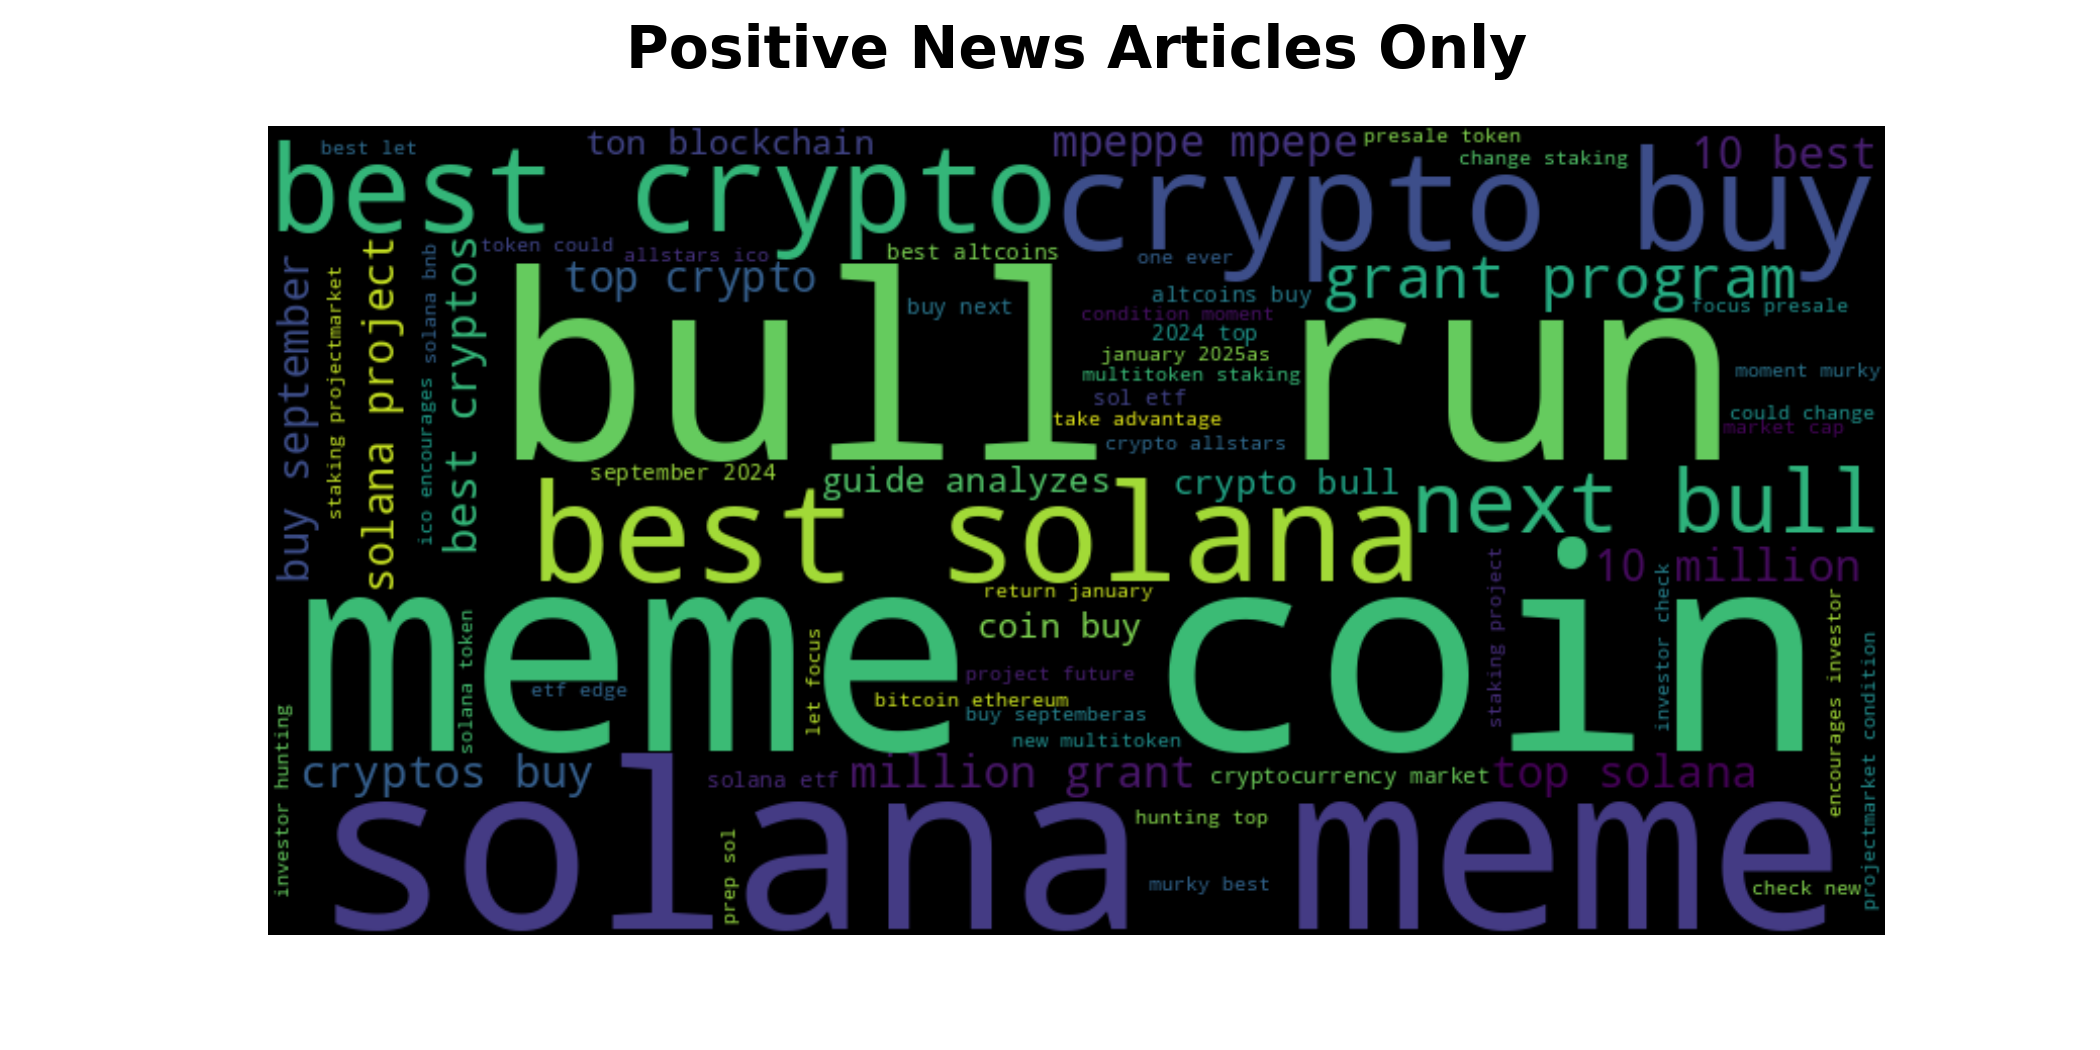 Positive News Articles Only
best let
ton blockchain
mpeppe mpepe
presale token
change staking
10 best
best crypto
crypto buy
token could
allstars ico
best altcoins
one ever
top crypto
grant program
buy next
altcoins buy
focus presale
condition moment
2024 top
january 2025as
multitoken staking
sol etf
take advantage
crypto allstars
bull run
moment murky
could change
market cap
buy september
staking projectmarket
solana project
ico encourages
solana bnb
best cryptos
september 2024
guide analyzes
crypto bull
next bull
best solana
10 million
return january
coin buy
meme coin
solana token
etf edge
let focus
project future
bitcoin ethereum
buy septemberas
new multitoken
staking project
investor check
encourages investor
projectmarket condition
investor hunting
cryptos buy
solana etf
million grant
cryptocurrency market
top solana
solana meme
prep sol
hunting top
murky best
check new